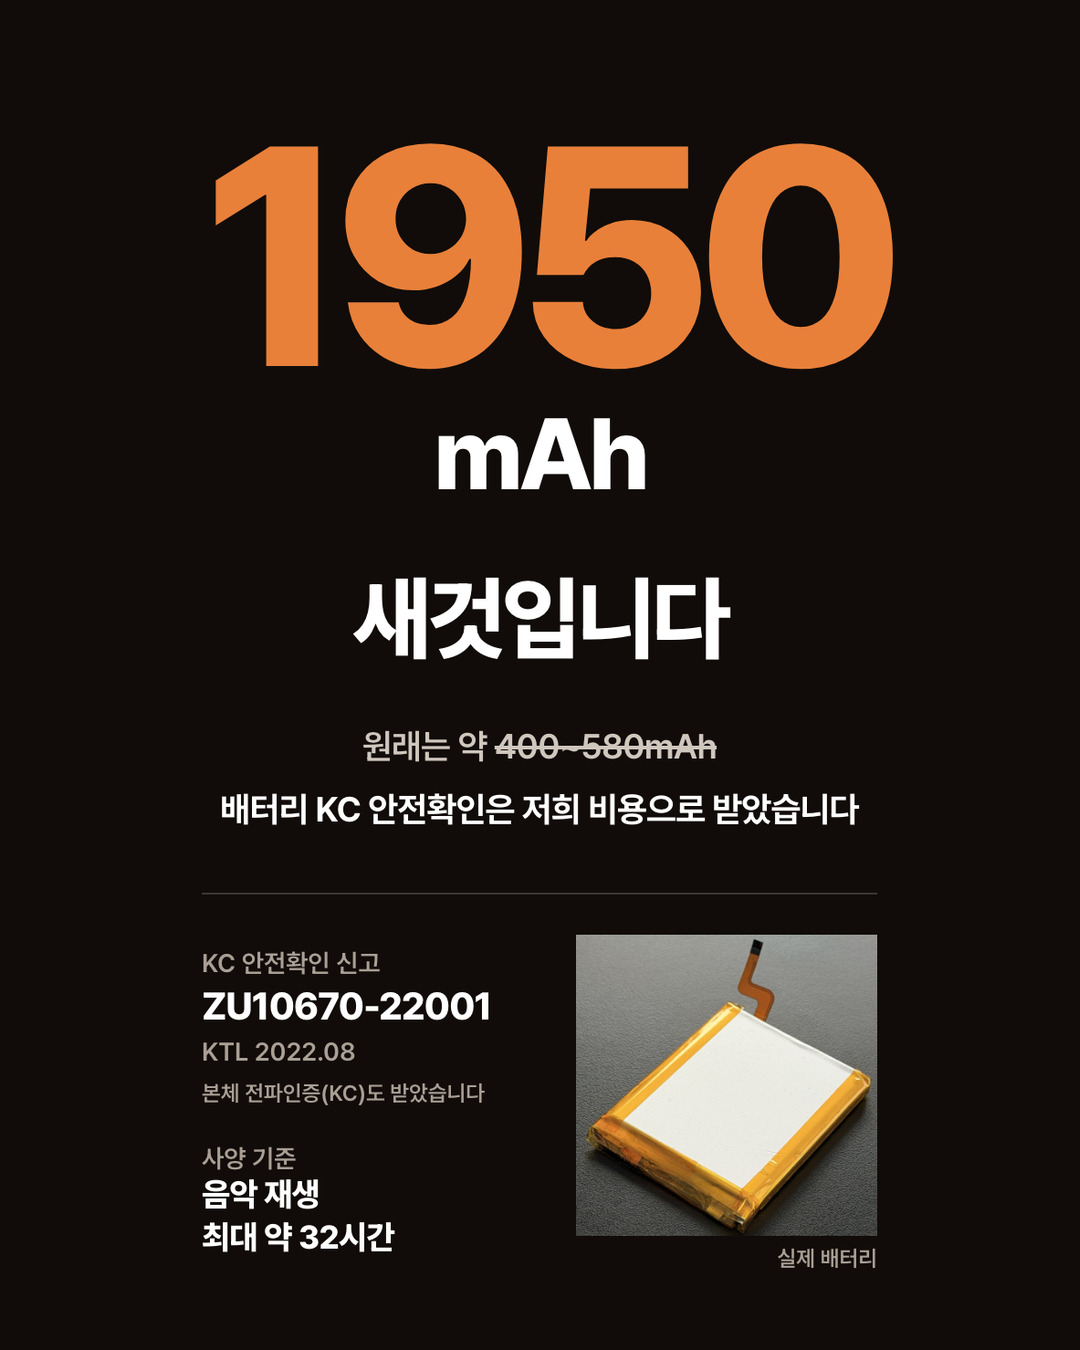 1950
mAh
새것입니다
원래는 약 400~580mAh
배터리 KC 안전확인은 저희 비용으로 받았습니다
KC 안전확인 신고
ZU10670-22001
KTL 2022.08
본체 전파인증(KC)도 받았습니다
사양 기준
음악 재생
최대 약 32시간
실제 배터리